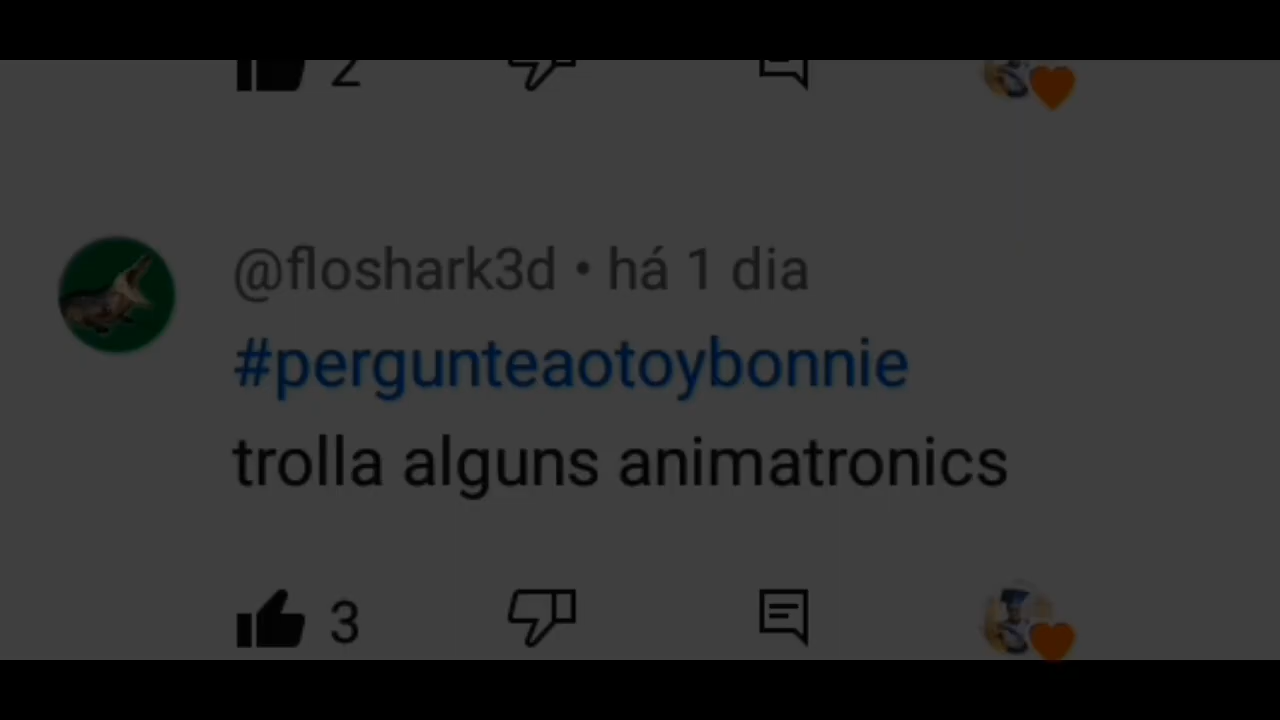 2
@floshark3d • há 1 dia
#pergunteaotoybonnie
trolla alguns animatronics
3